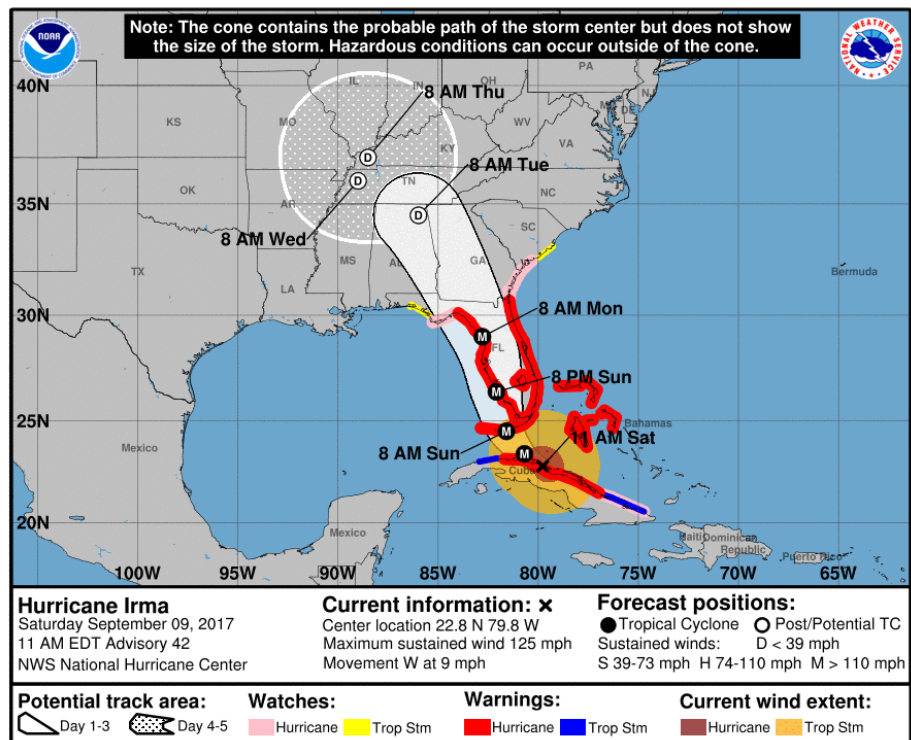 Note: The cone contains the probable path of the storm center but does not show
the size of the storm. Hazardous conditions can occur outside of the cone.
NOAA
NATIONAL WEATHER SERVICE
40N
35N
30N
25N
20N
100W
95W
90W
85W
80W
75W
70W
65W
PA
OH
NJ
DE
IL
IN
KS
MO
WV
VA
KY
OK
AR
TN
NC
SC
TX
MS
AL
GA
LA
FL
Bermuda
Bahamas
Mexico
Mexico
Cuba
Haiti
Dominican
Republic
Puerto Rico
8 AM Thu
8 AM Tue
8 AM Wed
8 AM Mon
8 PM Sun
11 AM Sat
8 AM Sun
D
D
D
M
M
M
M
Hurricane Irma
Saturday September 09, 2017
11 AM EDT Advisory 42
NWS National Hurricane Center
Current information: ×
Center location 22.8 N 79.8 W
Maximum sustained wind 125 mph
Movement W at 9 mph
Forecast positions:
Tropical Cyclone Post/Potential TC
Sustained winds: D < 39 mph
S 39-73 mph H 74-110 mph M > 110 mph
Potential track area:
Day 1-3 Day 4-5
Watches:
Hurricane Trop Stm
Warnings:
Hurricane Trop Stm
Current wind extent:
Hurricane Trop Stm